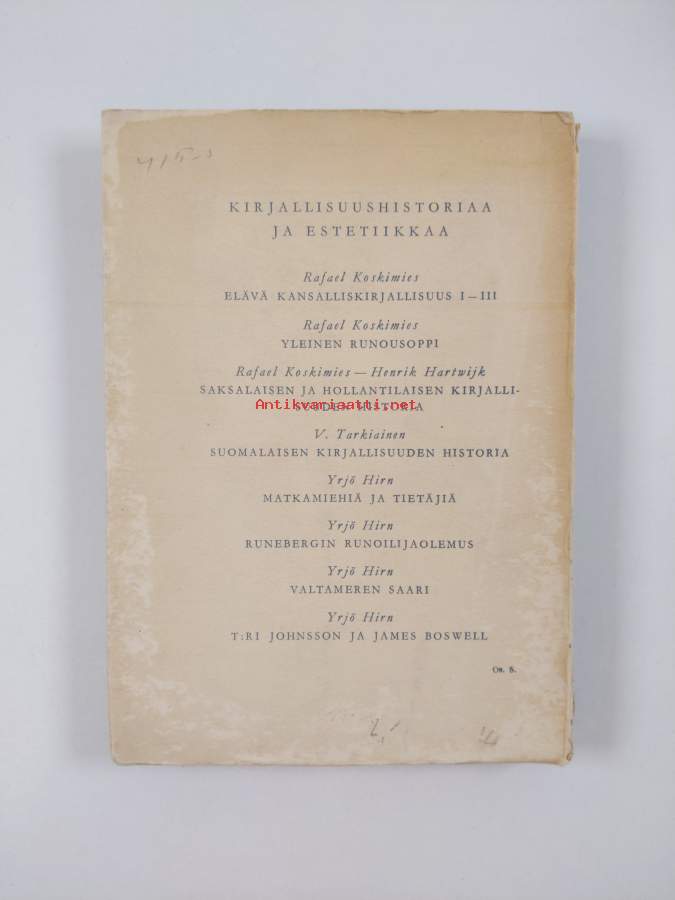 KIRJALLISUUSHISTORIAA
JA ESTETIIKKAA
Rafael Koskimies
ELÄVÄ KANSALLISKIRJALLISUUS I—III
Rafael Koskimies
YLEINEN RUNOUSOPPI
Rafael Koskimies — Henrik Hartwijk
SAKSALAISEN JA HOLLANTILAISEN KIRJALLI-
SUUDEN HISTORIA
Antikvariaatti.net
V. Tarkiainen
SUOMALAISEN KIRJALLISUUDEN HISTORIA
Yrjö Hirn
MATKAMIEHIÄ JA TIETÄJIÄ
Yrjö Hirn
RUNEBERGIN RUNOILIJAOLEMUS
Yrjö Hirn
VALTAMEREN SAARI
Yrjö Hirn
T:RI JOHNSSON JA JAMES BOSWELL